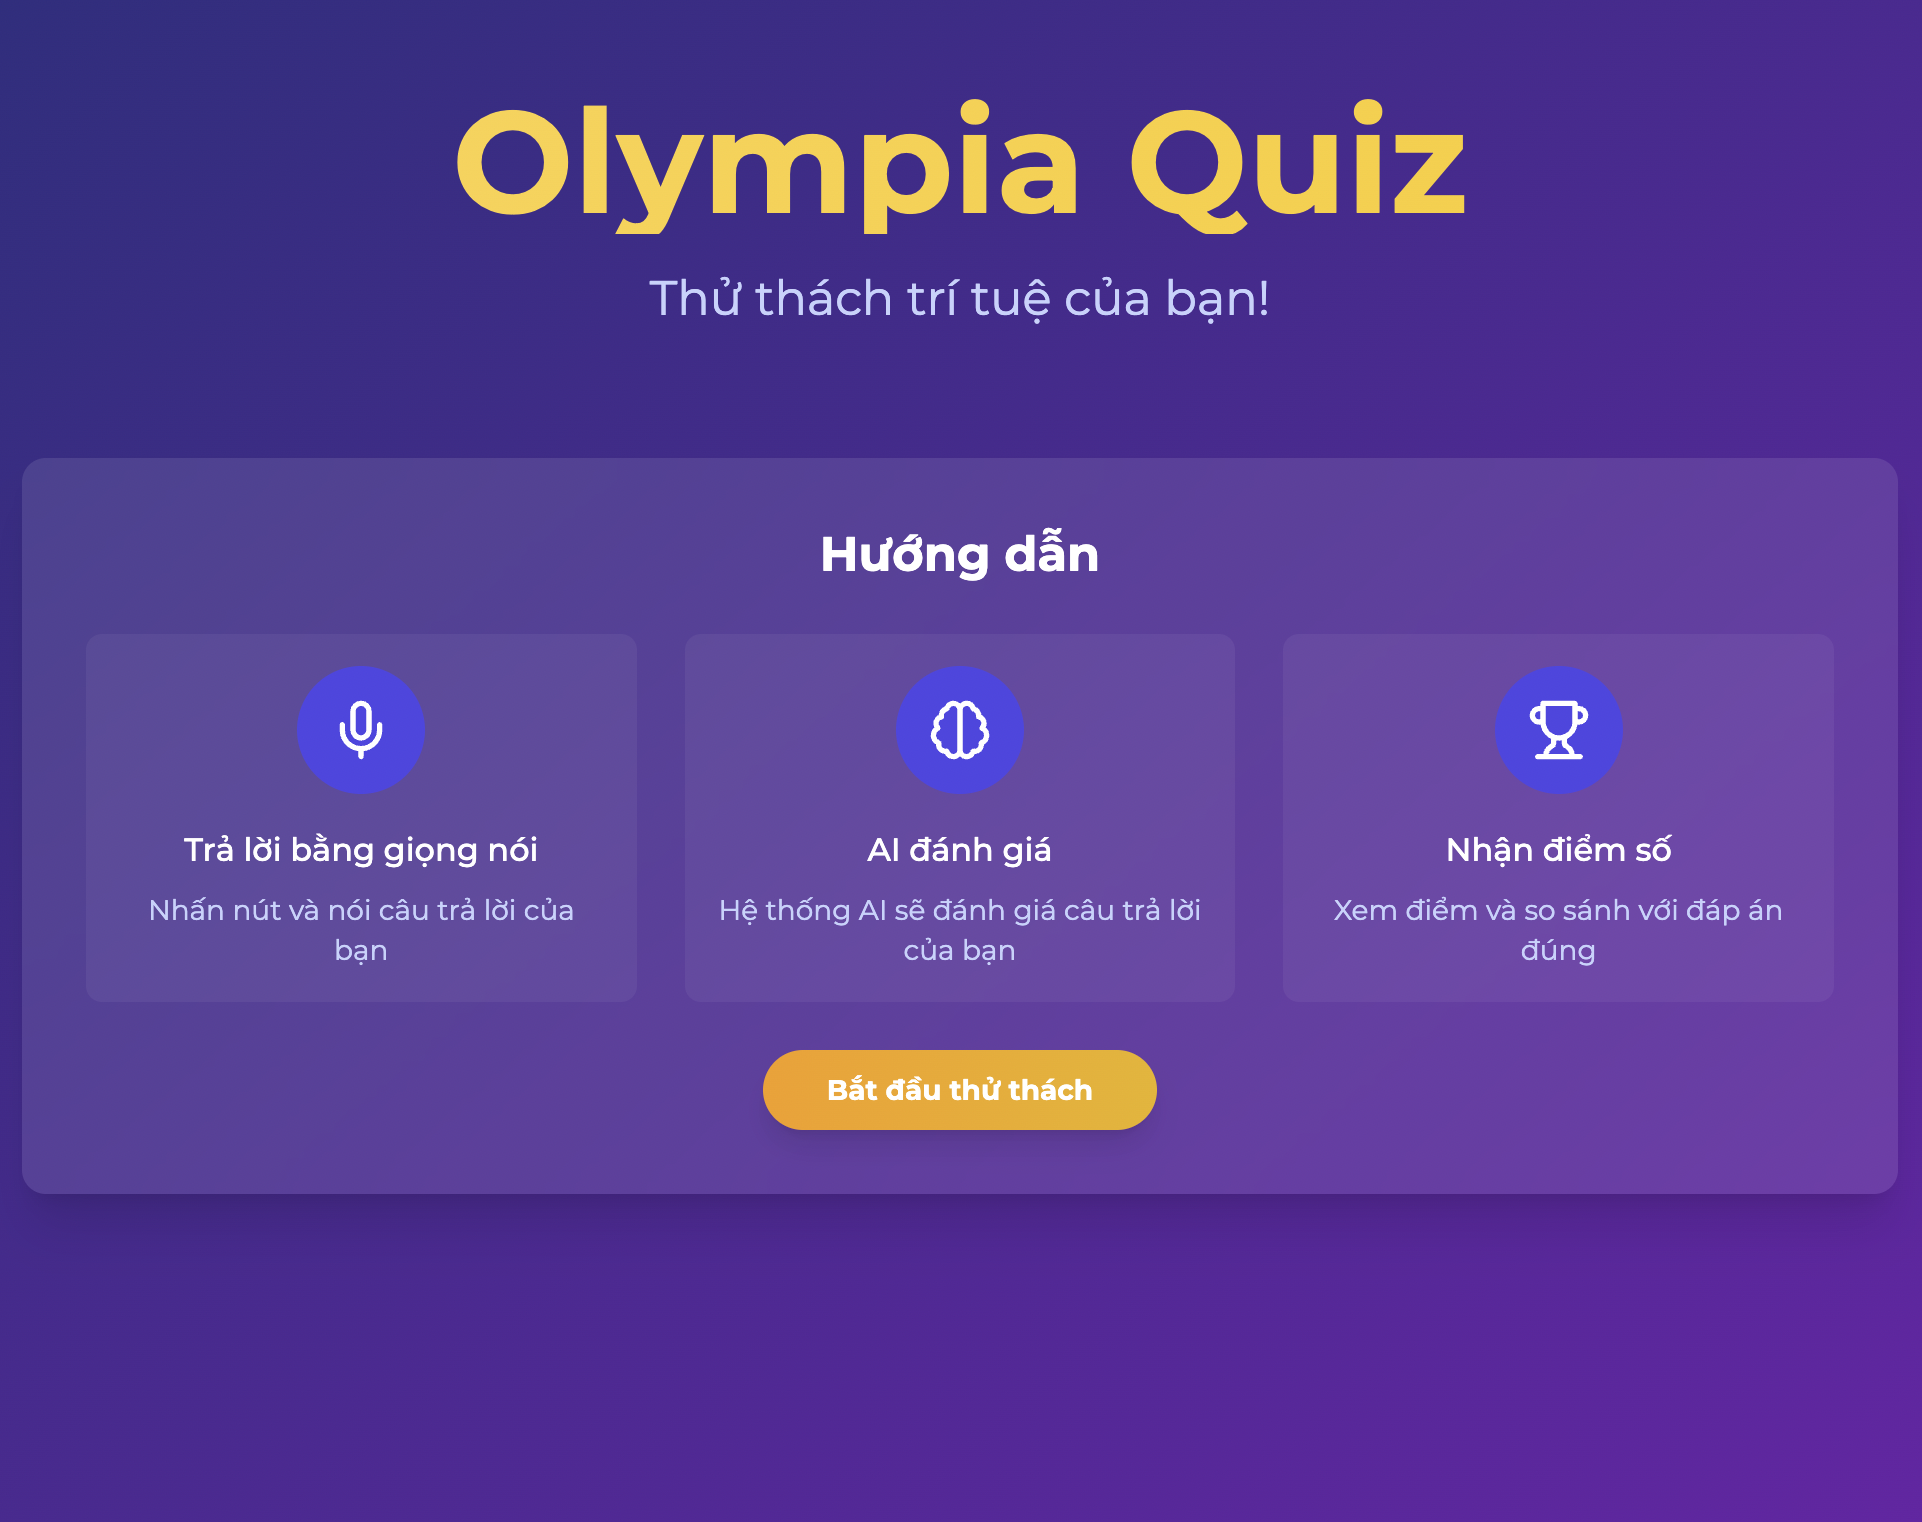 Olympia Quiz
Thử thách trí tuệ của bạn!
Hướng dẫn
Trả lời bằng giọng nói
Nhấn nút và nói câu trả lời của
bạn
AI đánh giá
Hệ thống AI sẽ đánh giá câu trả lời
của bạn
Nhận điểm số
Xem điểm và so sánh với đáp án
đúng
Bắt đầu thử thách